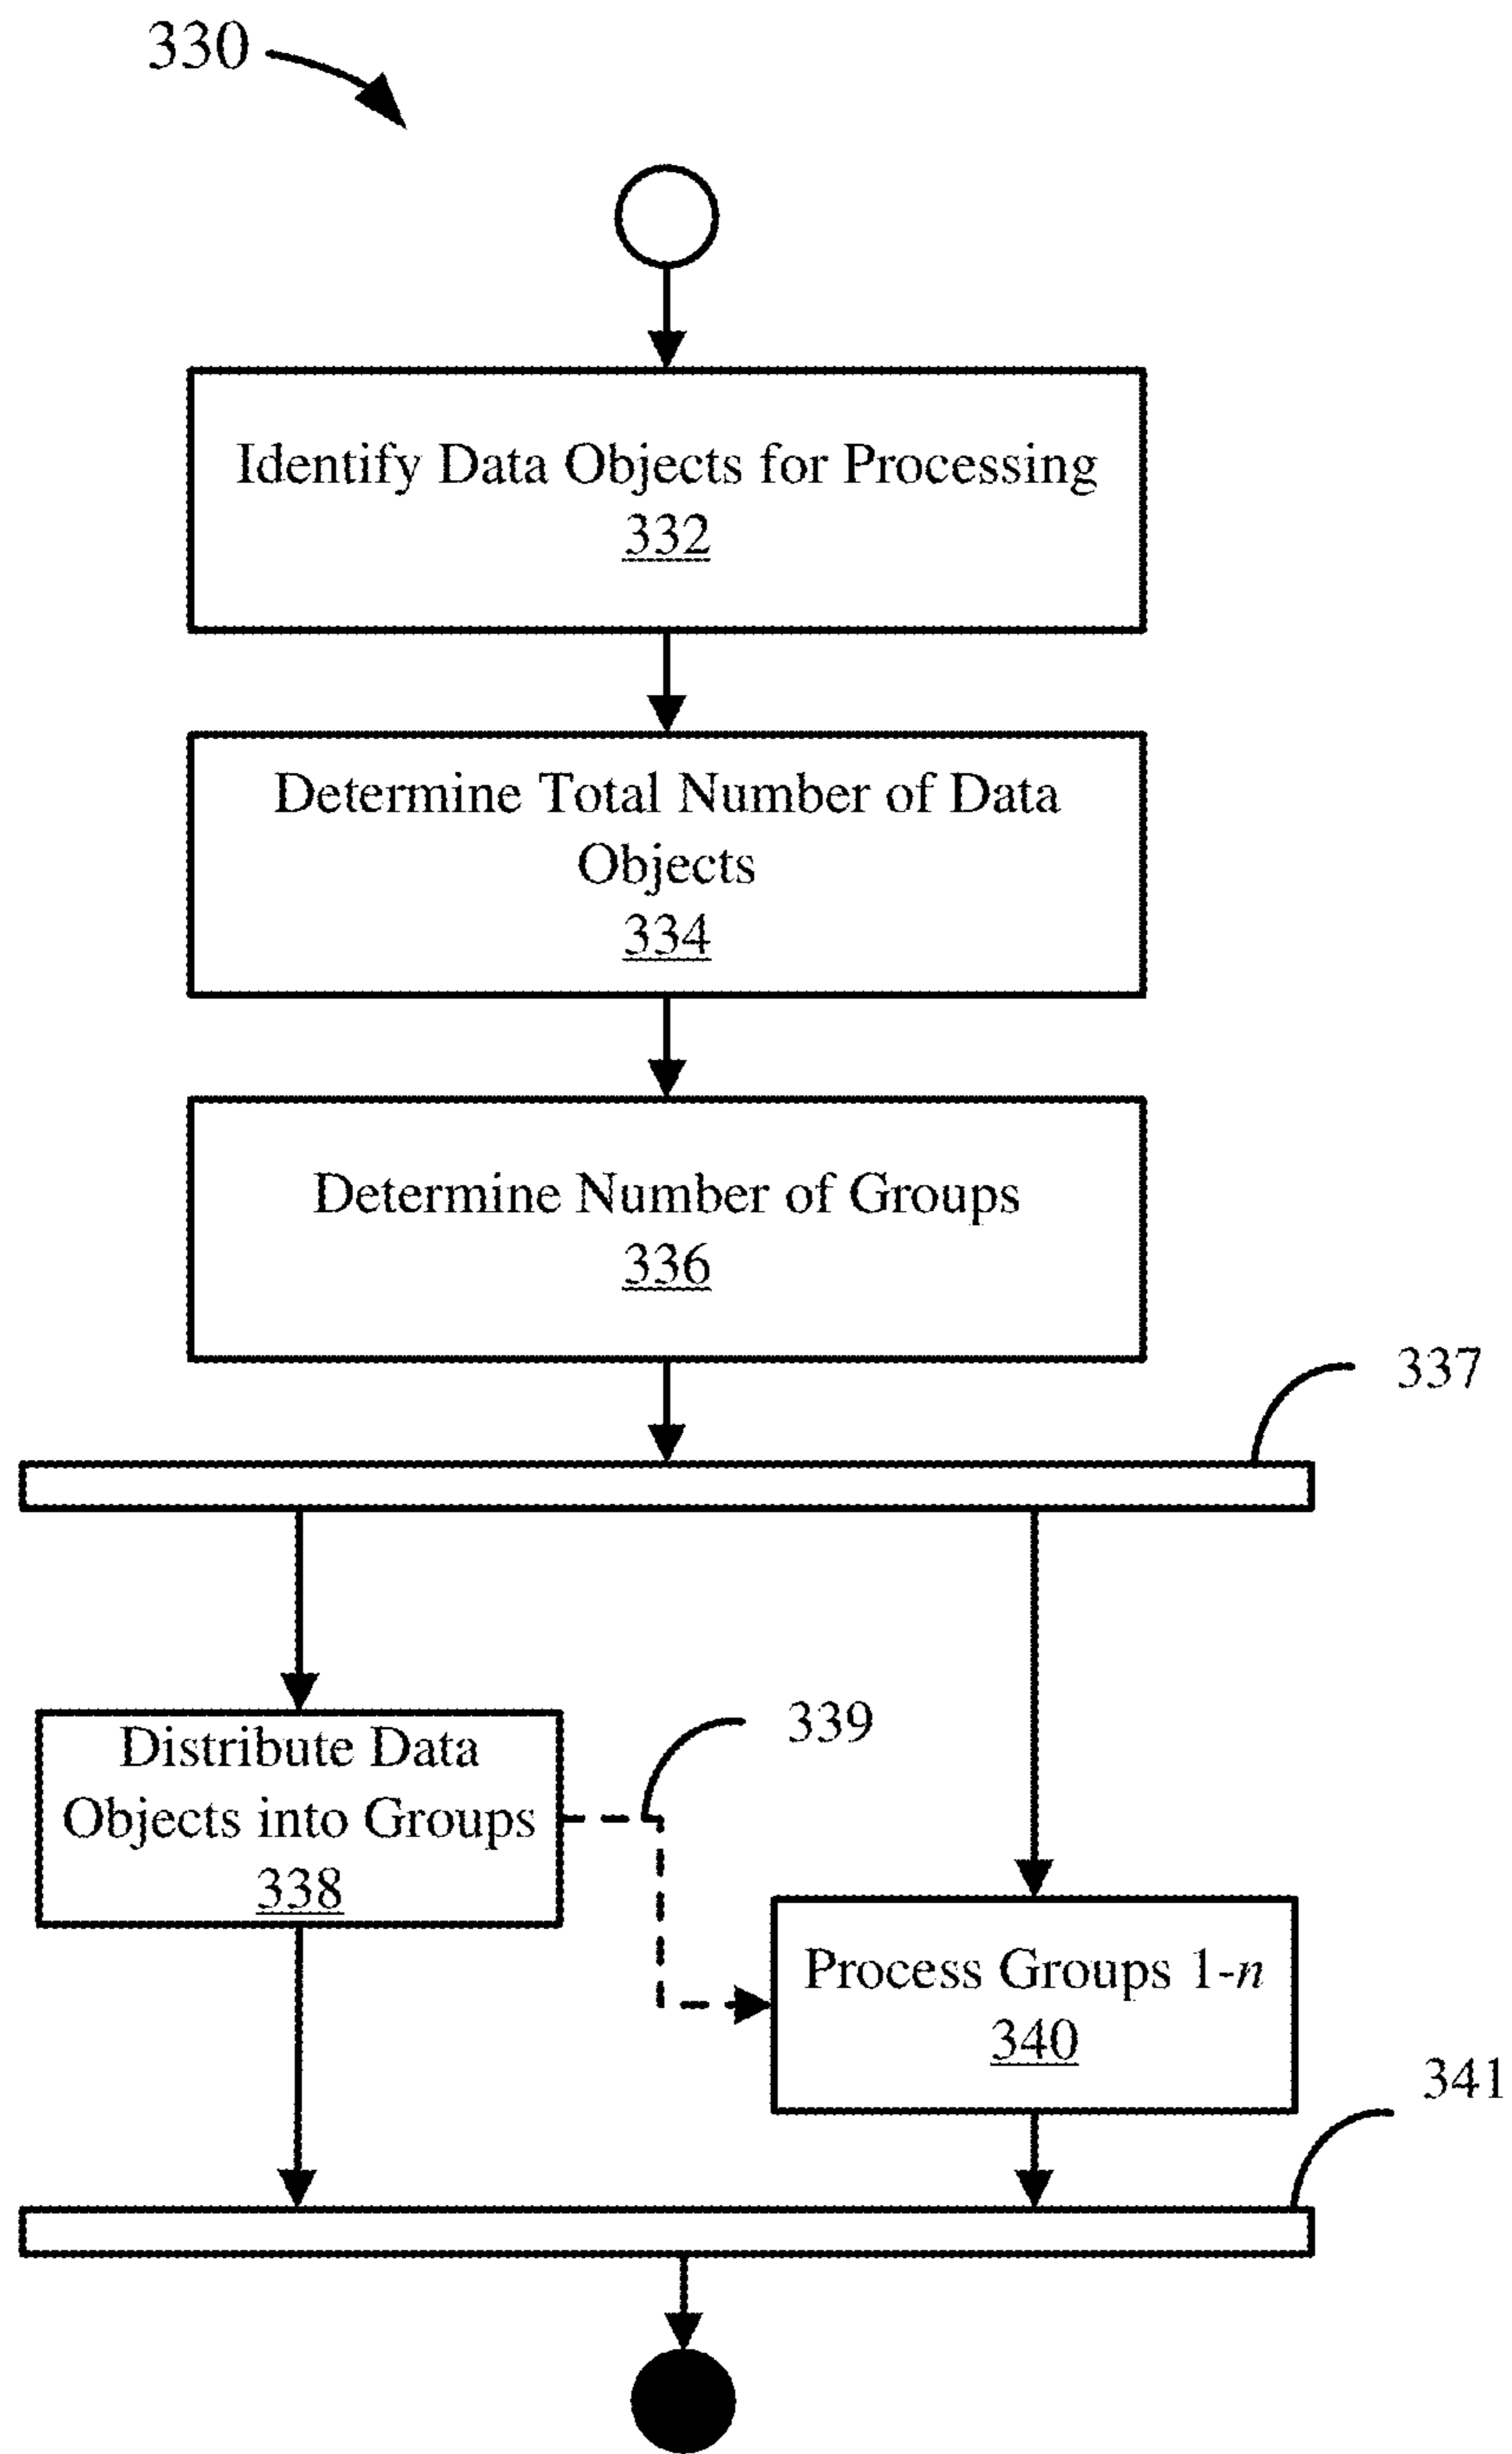 330
Identify Data Objects for Processing
332
Determine Total Number of Data
Objects
334
Determine Number of Groups
336
337
Distribute Data
Objects into Groups
338
339
Process Groups 1-n
340
341